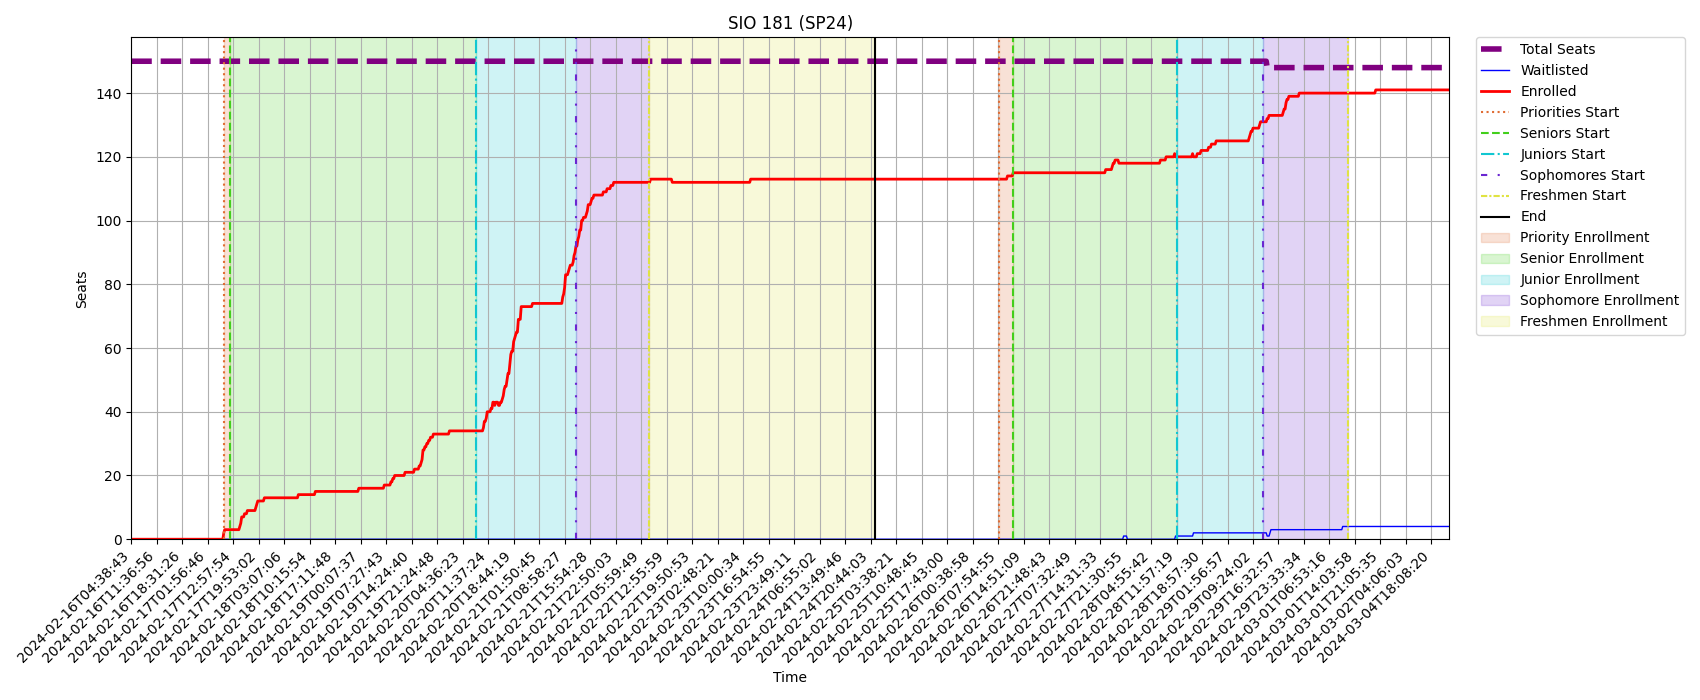 SIO 181 (SP24)
Seats
140
120
100
80
60
40
20
0
2024-02-16T04:38:43
2024-02-16T11:36:56
2024-02-16T18:31:26
2024-02-17T01:56:46
2024-02-17T12:57:54
2024-02-17T19:53:02
2024-02-18T03:07:06
2024-02-18T10:15:54
2024-02-18T17:11:48
2024-02-19T00:07:37
2024-02-19T07:27:43
2024-02-19T14:24:40
2024-02-19T21:24:48
2024-02-20T04:36:23
2024-02-20T11:37:24
2024-02-20T18:44:19
2024-02-21T01:50:45
2024-02-21T08:58:27
2024-02-21T15:54:28
2024-02-21T22:50:03
2024-02-22T05:59:49
2024-02-22T12:55:59
2024-02-22T19:50:53
2024-02-23T02:48:21
2024-02-23T10:00:34
2024-02-23T16:54:55
2024-02-23T23:49:11
2024-02-24T06:55:02
2024-02-24T13:49:46
2024-02-24T20:44:03
2024-02-25T03:38:21
2024-02-25T10:48:45
2024-02-25T17:43:00
2024-02-26T00:38:58
2024-02-26T07:54:55
2024-02-26T14:51:09
2024-02-26T21:48:43
2024-02-27T07:32:49
2024-02-27T14:31:33
2024-02-27T21:30:55
2024-02-28T04:55:42
2024-02-28T11:57:19
2024-02-28T18:57:30
2024-02-29T01:56:57
2024-02-29T09:24:02
2024-02-29T16:32:57
2024-02-29T23:33:34
2024-03-01T06:53:16
2024-03-01T14:03:58
2024-03-01T21:05:35
2024-03-02T04:06:03
2024-03-04T18:08:20
Time
Total Seats
Waitlisted
Enrolled
Priorities Start
Seniors Start
Juniors Start
Sophomores Start
Freshmen Start
End
Priority Enrollment
Senior Enrollment
Junior Enrollment
Sophomore Enrollment
Freshmen Enrollment